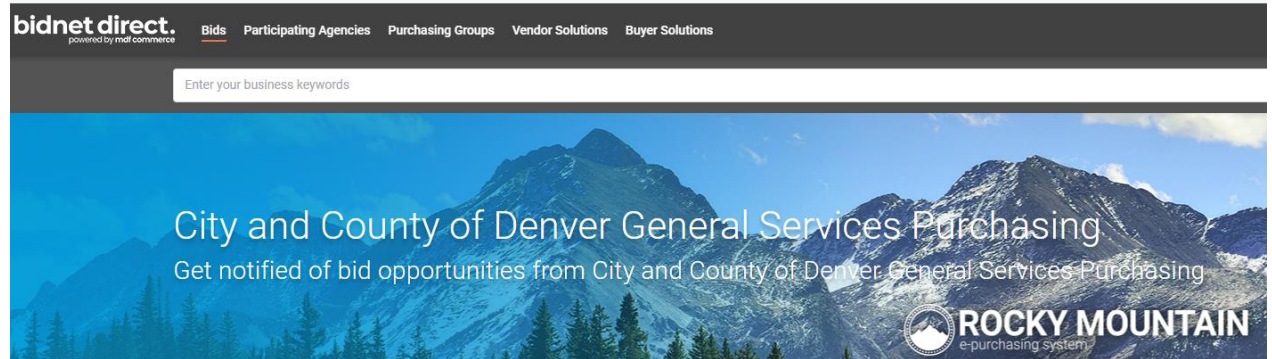 bidnet direct.
powered by mdf commerce
Bids Participating Agencies Purchasing Groups Vendor Solutions Buyer Solutions
Enter your business keywords
City and County of Denver General Services Purchasing
Get notified of bid opportunities from City and County of Denver General Services Purchasing
ROCKY MOUNTAIN
e-purchasing system